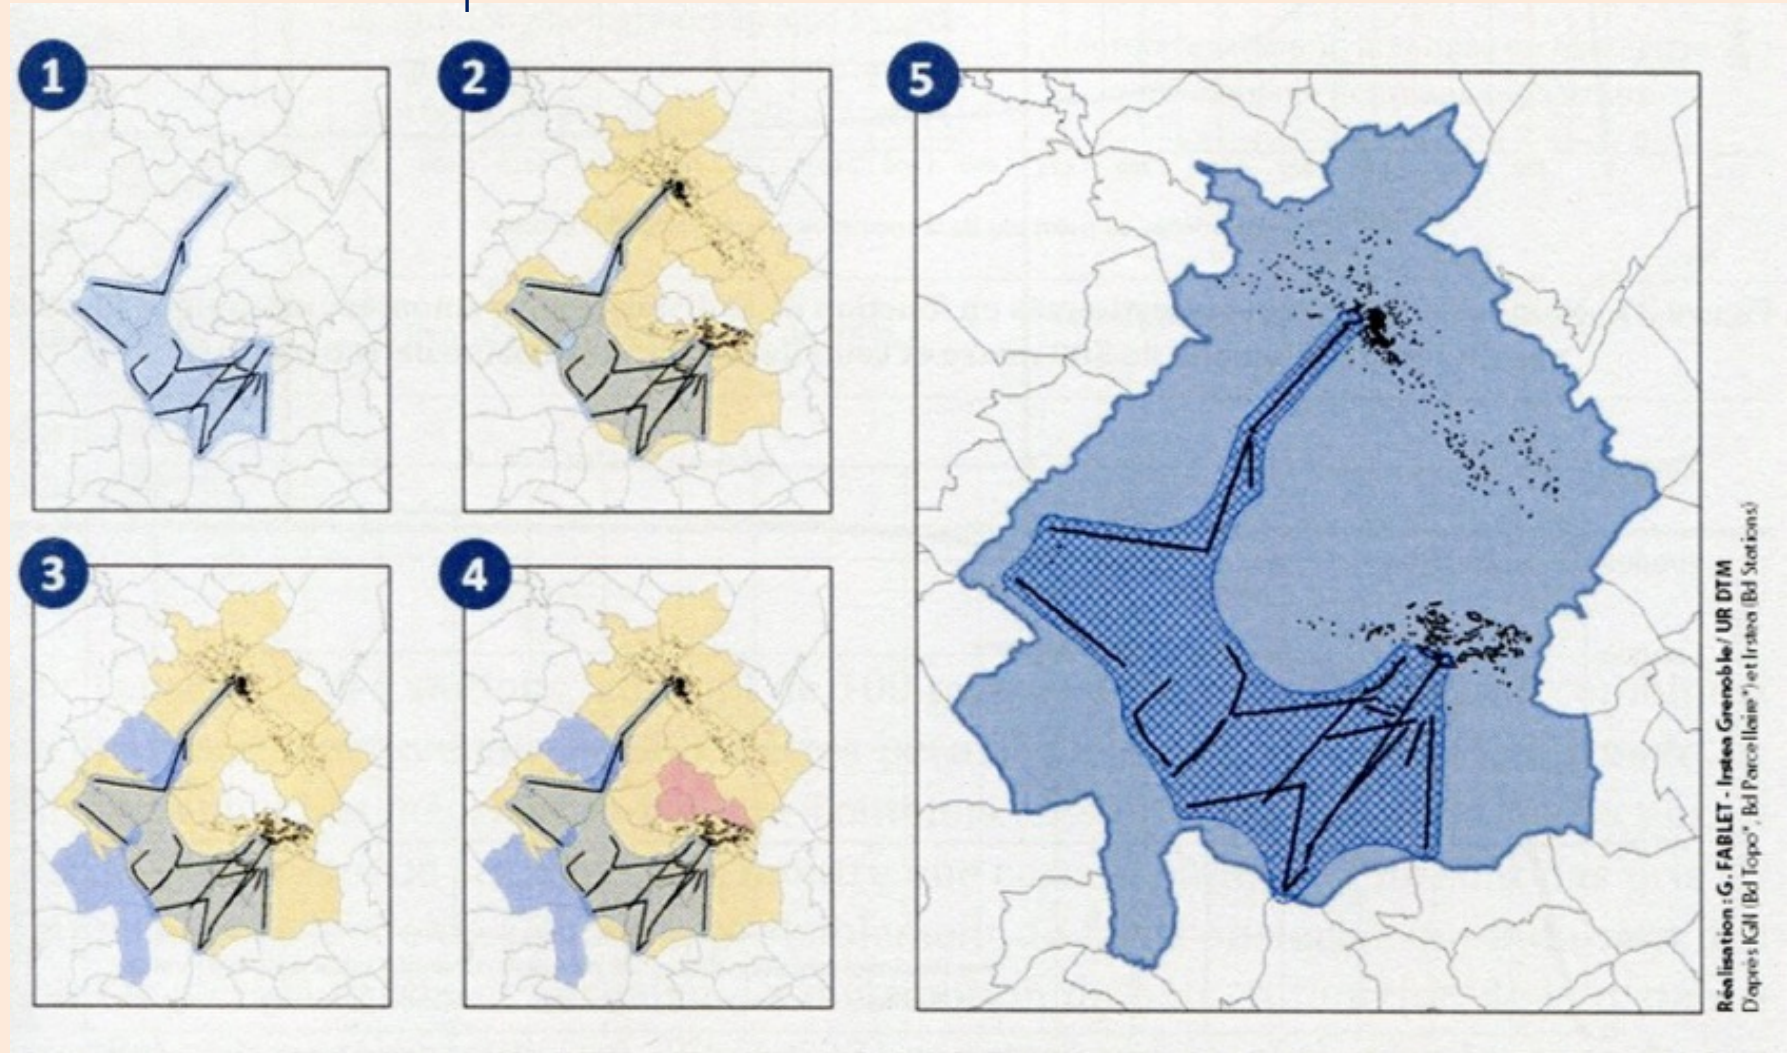 1
2
5
3
4
Réalisation : G. FABLET - Irstea Grenoble / UR DTM
D'après IGN (Bd Topo®, Bd Parcellaire®) et Irstea (Bd Stations)